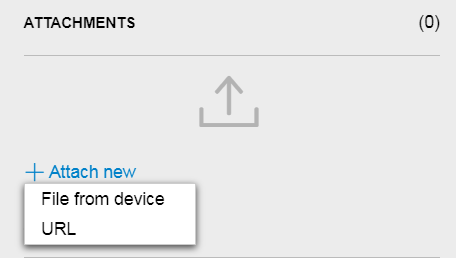 ATTACHMENTS (0)
+ Attach new
File from device
URL